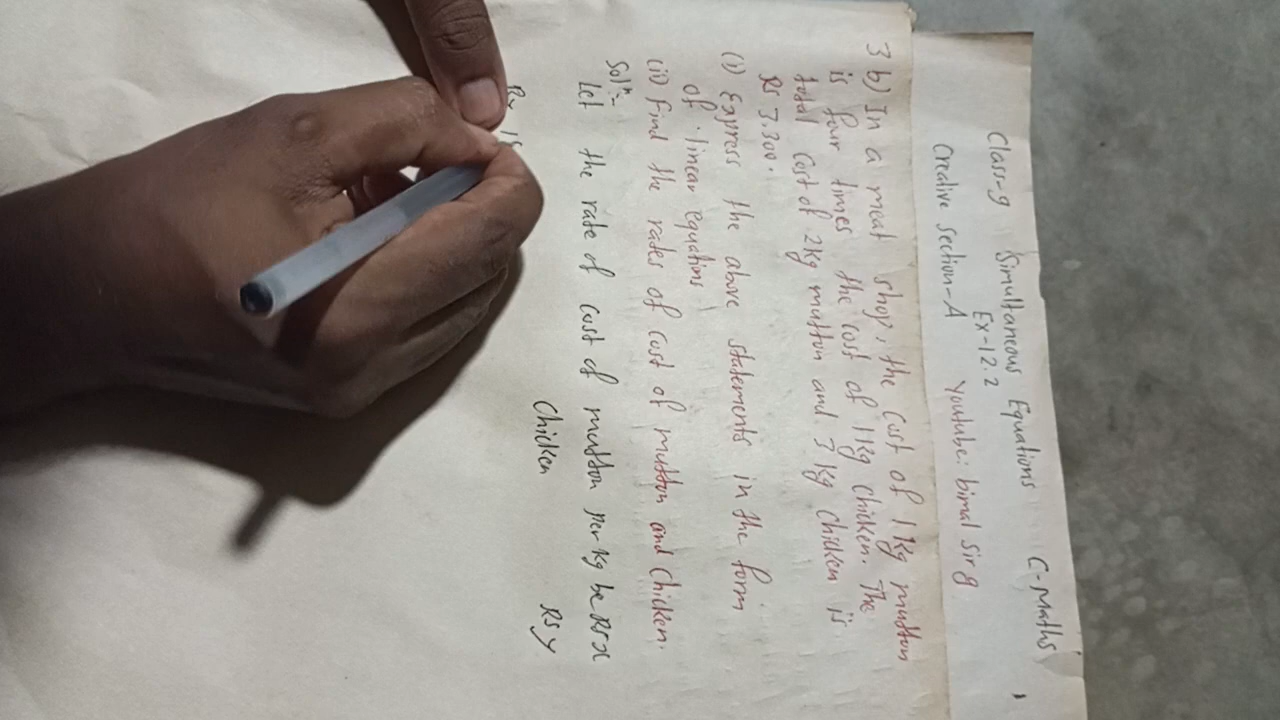 Class-9 Simultaneous Equations C-Maths
Ex-12.2
Creative Section-A Youtube: bimal sir 8
3 b) In a meat shop, the cost of 1 kg mutton
is four times the cost of 1 kg chicken. The
total cost of 2kg mutton and 3 kg chicken is
Rs 3,300.
(i) Express the above statements in the form
of linear equations
(ii) Find the rates of cost of mutton and chicken.
Solⁿ:-
let the rate of cost of mutton per kg be Rs x
Chicken Rs y